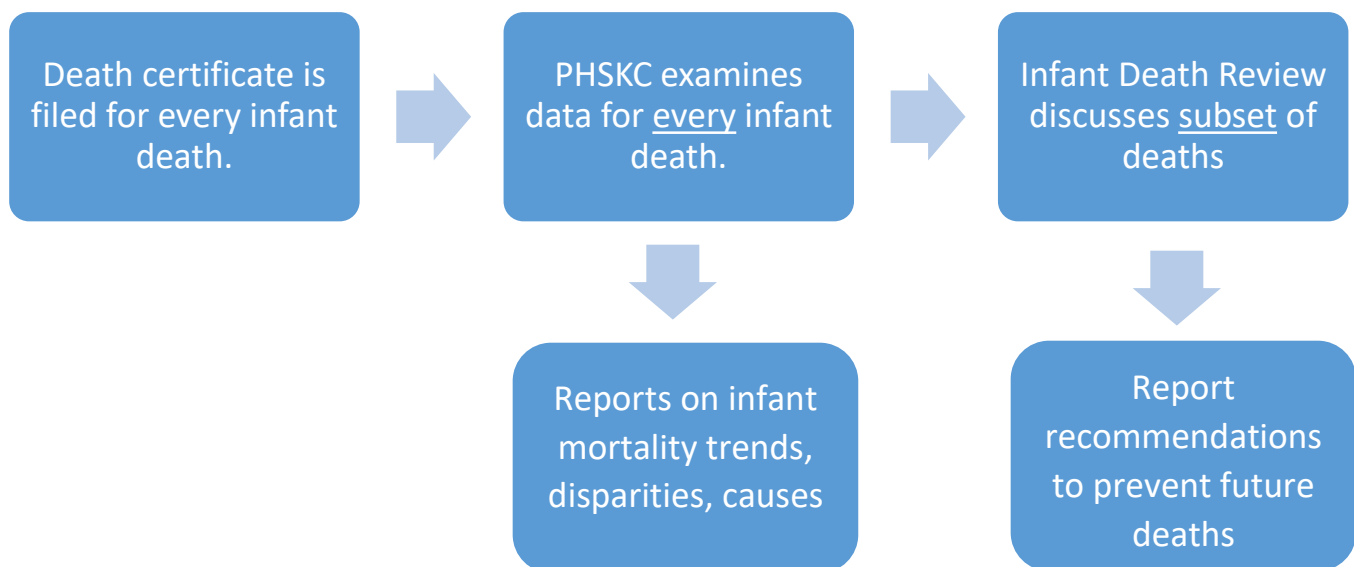 Death certificate is
filed for every infant
death.
PHSKC examines
data for every infant
death.
Infant Death Review
discusses subset of
deaths
Reports on infant
mortality trends,
disparities, causes
Report
recommendations
to prevent future
deaths